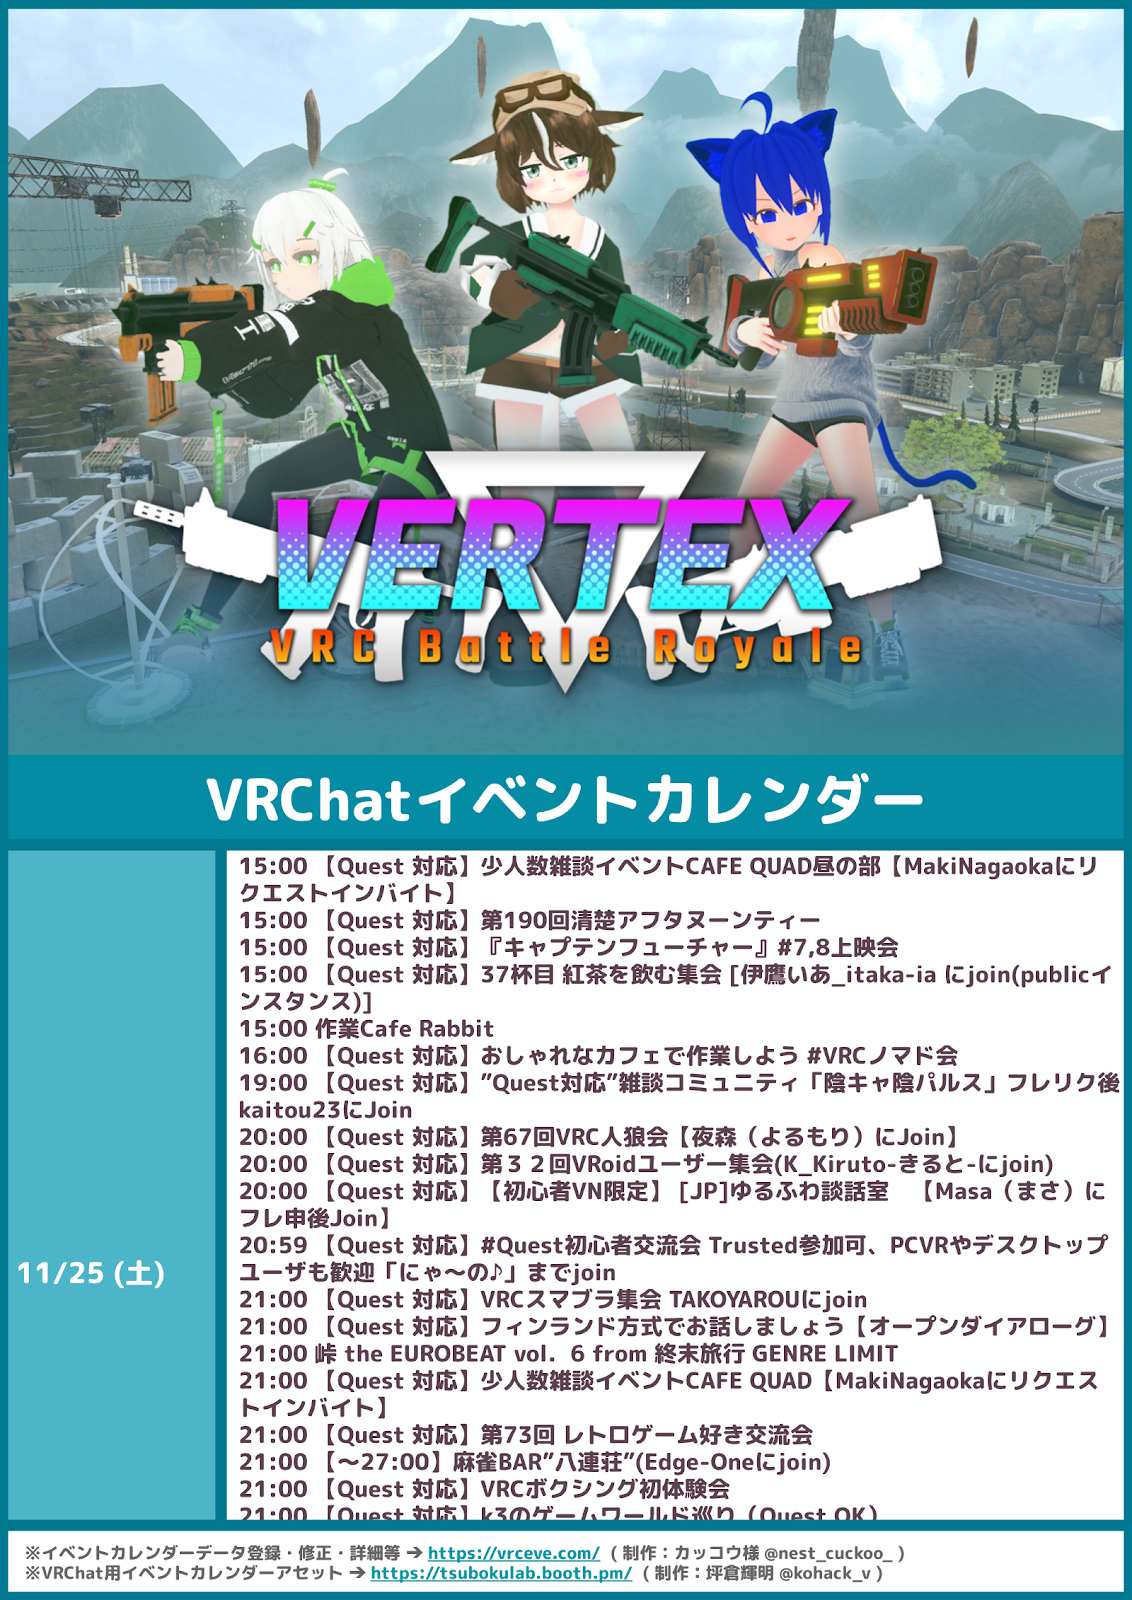 VERTEX
VRC Battle Royale
VRChatイベントカレンダー
11/25 (土)
15:00 【Quest 対応】少人数雑談イベントCAFE QUAD昼の部【MakiNagaokaにリ
クエストインバイト】
15:00 【Quest 対応】第190回清楚アフタヌーンティー
15:00 【Quest 対応】『キャプテンフューチャー』#7,8上映会
15:00 【Quest 対応】37杯目 紅茶を飲む集会 [伊鷹いあ_itaka-ia にjoin(publicイ
ンスタンス)]
15:00 作業Cafe Rabbit
16:00 【Quest 対応】おしゃれなカフェで作業しよう #VRCノマド会
19:00 【Quest 対応】”Quest対応”雑談コミュニティ「陰キャ陰パルス」フレリク後
kaitou23にJoin
20:00 【Quest 対応】第67回VRC人狼会【夜森（よるもり）にJoin】
20:00 【Quest 対応】第３２回VRoidユーザー集会(K_Kiruto-きると-にjoin)
20:00 【Quest 対応】【初心者VN限定】 [JP]ゆるふわ談話室　【Masa（まさ）に
フレ申後Join】
20:59 【Quest 対応】#Quest初心者交流会 Trusted参加可、PCVRやデスクトップ
ユーザも歓迎「にゃ～の♪」までjoin
21:00 【Quest 対応】VRCスマブラ集会 TAKOYAROUにjoin
21:00 【Quest 対応】フィンランド方式でお話しましょう【オープンダイアローグ】
21:00 峠 the EUROBEAT vol．6 from 終末旅行 GENRE LIMIT
21:00 【Quest 対応】少人数雑談イベントCAFE QUAD【MakiNagaokaにリクエス
トインバイト】
21:00 【Quest 対応】第73回 レトロゲーム好き交流会
21:00 【～27:00】麻雀BAR”八連荘”(Edge-Oneにjoin)
21:00 【Quest 対応】VRCボクシング初体験会
21:00 【Quest 対応】k3のゲームワールド巡り（Quest OK）
※イベントカレンダーデータ登録・修正・詳細等 ➔ https://vrceve.com/ （ 制作：カッコウ様 @nest_cuckoo_ ）
※VRChat用イベントカレンダーアセット ➔ https://tsubokulab.booth.pm/ （ 制作：坪倉輝明 @kohack_v ）